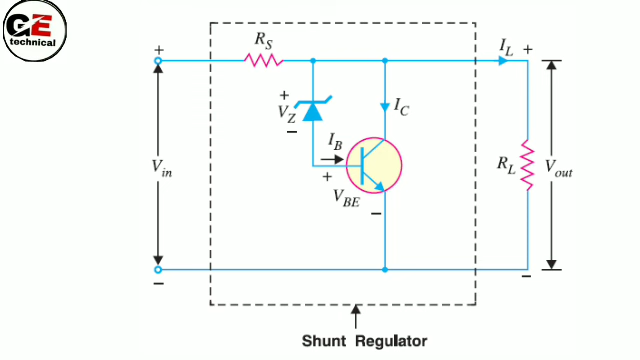 GE
technical
+
R_S
I_L +
+
V_Z
−
I_C
I_B
+
V_BE
−
V_in
R_L
V_out
−
−
Shunt Regulator